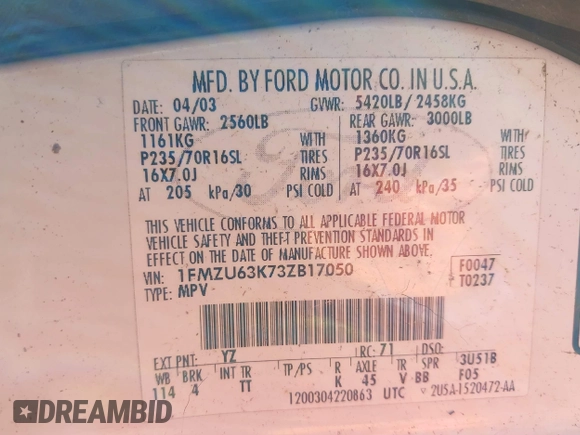 MFD. BY FORD MOTOR CO. IN U.S.A.
DATE: 04/03 GVWR: 5420LB / 2458KG
FRONT GAWR: 2560LB REAR GAWR: 3000LB
1161KG WITH 1360KG WITH
P235/70R16SL TIRES P235/70R16SL TIRES
16X7.0J RIMS 16X7.0J RIMS
AT 205 kPa/30 PSI COLD AT 240 kPa/35 PSI COLD
THIS VEHICLE CONFORMS TO ALL APPLICABLE FEDERAL MOTOR
VEHICLE SAFETY AND THEFT PREVENTION STANDARDS IN
EFFECT ON THE DATE OF MANUFACTURE SHOWN ABOVE.
VIN: 1FMZU63K73ZB17050 F0047
TYPE: MPV T0237
EXT PNT: YZ RC: 71 DSO:
WB BRK INT TR TP/PS R AXLE TR S 3U51B
114 4 TT K 45 V BB F05
1200304220863 UTC 2U5A-1520472-AA
Ford
DREAMBID